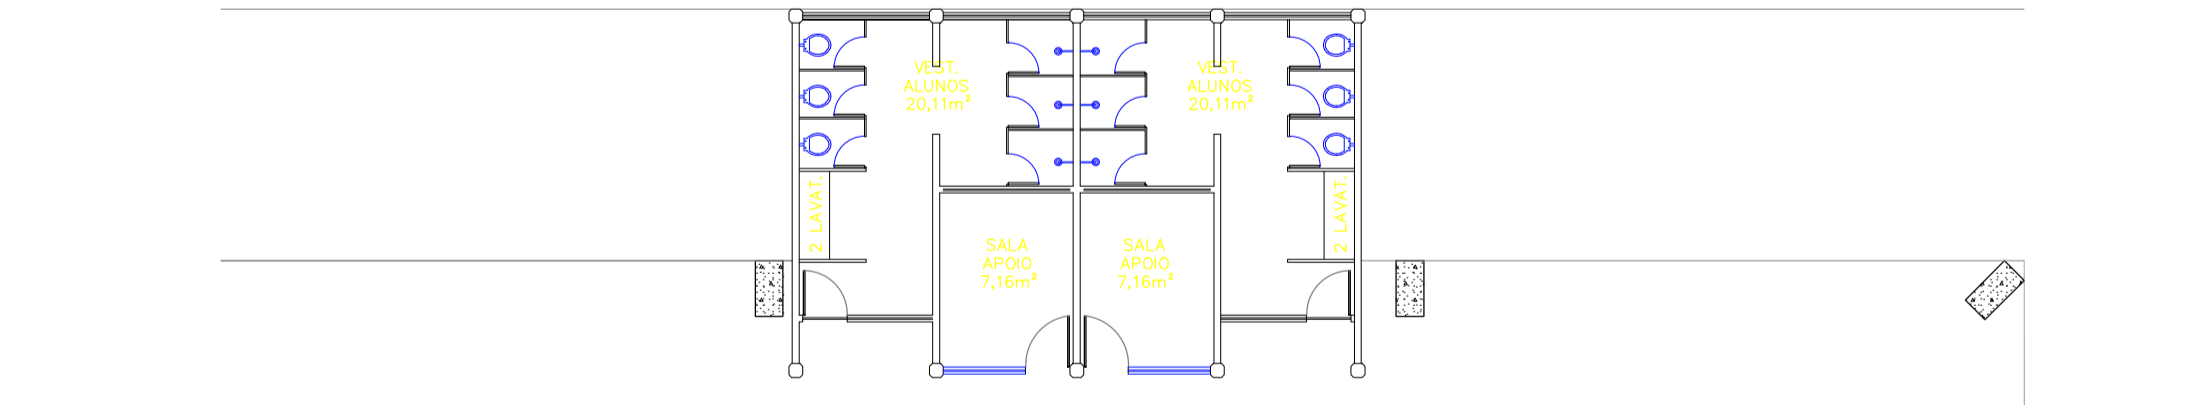 VEST.
ALUNOS
20,11m²
VEST.
ALUNOS
20,11m²
2 LAVAT.
2 LAVAT.
SALA
APOIO
7,16m²
SALA
APOIO
7,16m²